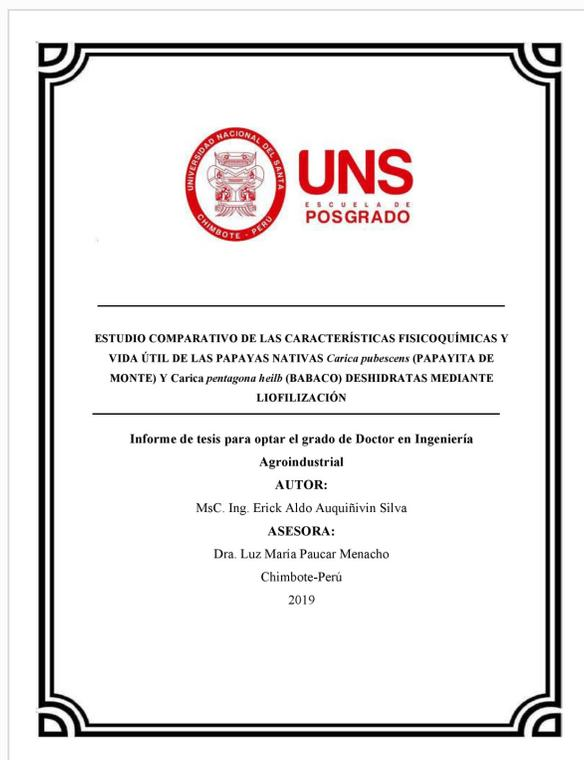 UNIVERSIDAD NACIONAL DEL SANTA
CHIMBOTE - PERU
UNS
ESCUELA DE
POSGRADO
ESTUDIO COMPARATIVO DE LAS CARACTERÍSTICAS FISICOQUÍMICAS Y
VIDA ÚTIL DE LAS PAPAYAS NATIVAS Carica pubescens (PAPAYITA DE
MONTE) Y Carica pentagona heilb (BABACO) DESHIDRATAS MEDIANTE
LIOFILIZACIÓN
Informe de tesis para optar el grado de Doctor en Ingeniería
Agroindustrial
AUTOR:
MsC. Ing. Erick Aldo Auquiñivin Silva
ASESORA:
Dra. Luz María Paucar Menacho
Chimbote-Perú
2019